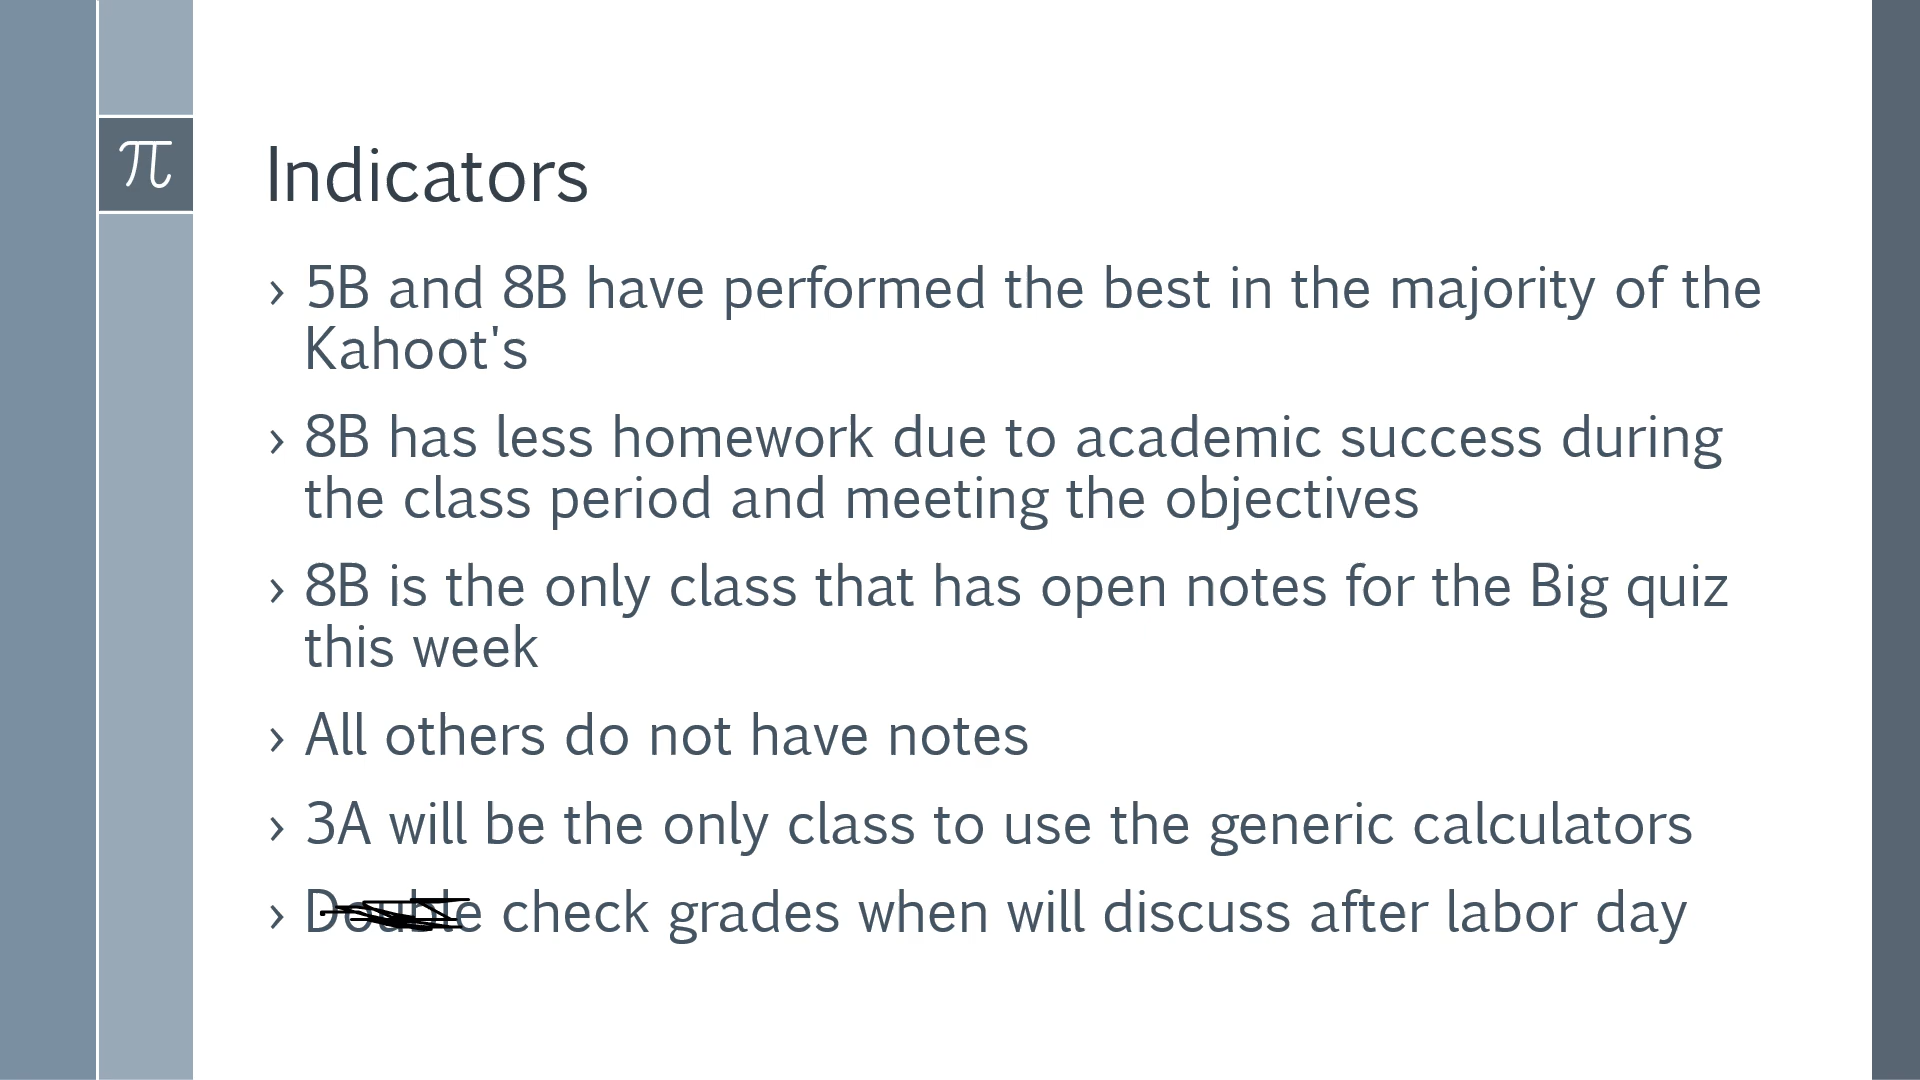 π
Indicators
› 5B and 8B have performed the best in the majority of the
Kahoot's
› 8B has less homework due to academic success during
the class period and meeting the objectives
› 8B is the only class that has open notes for the Big quiz
this week
› All others do not have notes
› 3A will be the only class to use the generic calculators
› Double check grades when will discuss after labor day